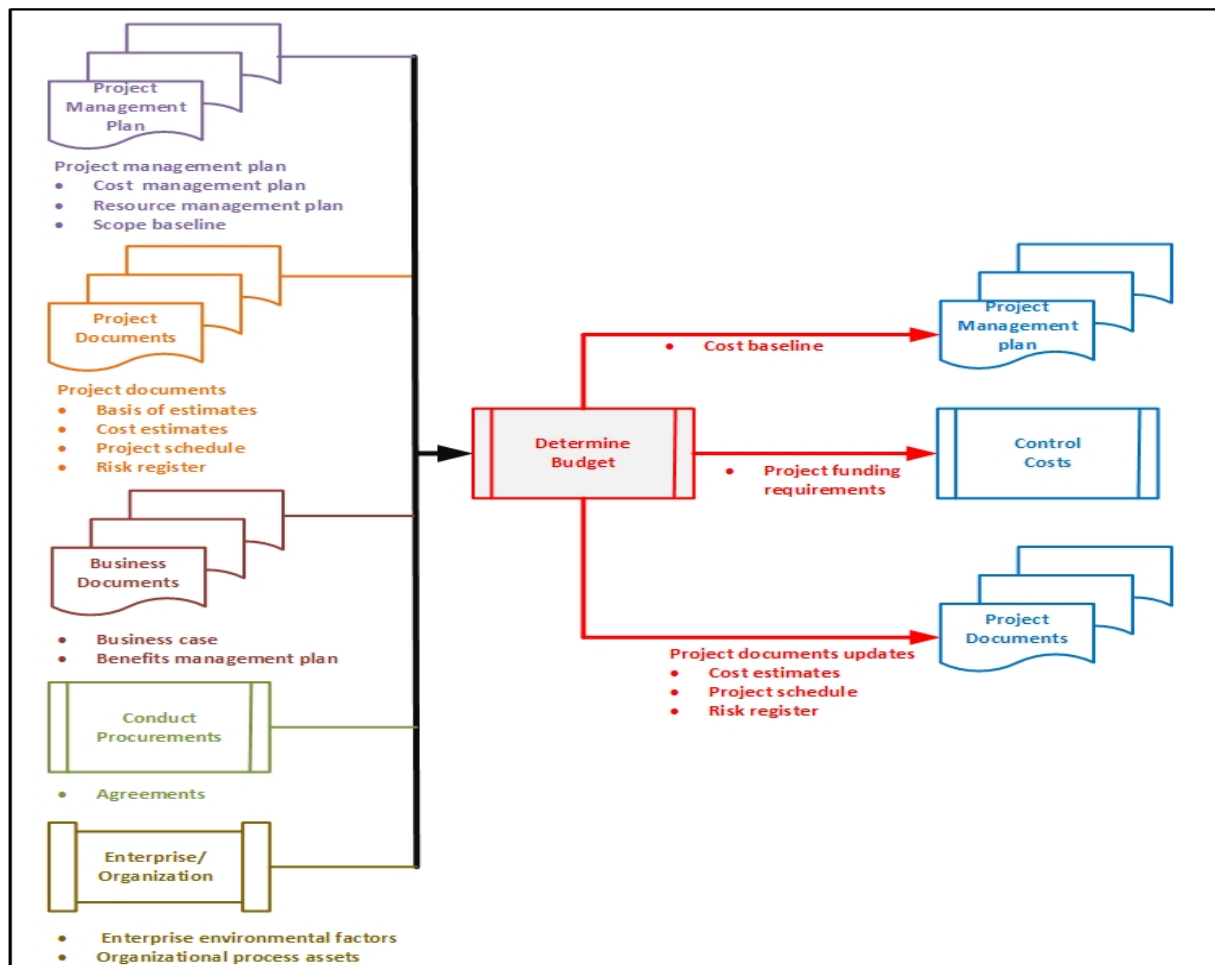 Project
Management
Plan
Project management plan
• Cost management plan
• Resource management plan
• Scope baseline
Project
Documents
Project documents
• Basis of estimates
• Cost estimates
• Project schedule
• Risk register
Business
Documents
• Business case
• Benefits management plan
Conduct
Procurements
• Agreements
Enterprise/
Organization
• Enterprise environmental factors
• Organizational process assets
Determine
Budget
• Cost baseline
Project
Management
plan
• Project funding
requirements
Control
Costs
Project documents updates
• Cost estimates
• Project schedule
• Risk register
Project
Documents